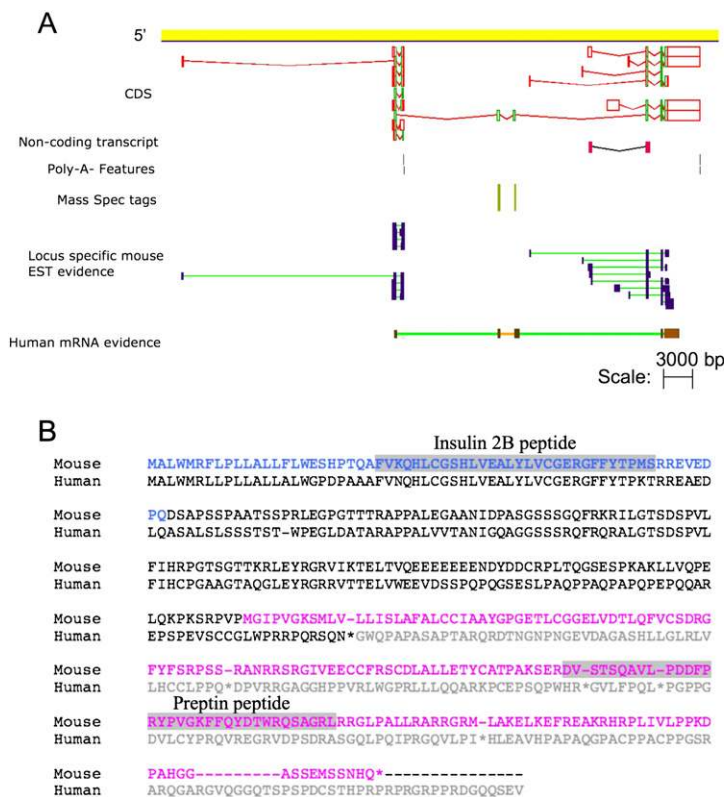 A
5'
CDS
Non-coding transcript
Poly-A- Features
Mass Spec tags
Locus specific mouse
EST evidence
Human mRNA evidence
3000 bp
Scale:
B
Insulin 2B peptide
Mouse MALWMRFLPLLALLFLWESHPTQAFVKQHLCGSHLVEALYLVCGERGFFYTPMSRREVED
Human MALWMRLLPLLALLALWGPDPAAAFVNQHLCGSHLVEALYLVCGERGFFYTPKTRREAED
Mouse PQDSAPSSPAATSSPRLEGPGTTTRAPPLEGAANIDPASGSSSGQFRKRILGTSDSPVL
Human LQASALSLSSSTST-WPEGLDATARAPPALVVTANIGQAGGSSSRQFRQRALGTSDSPVL
Mouse FIHRPGTSGTTKRLEYRGRVIKTELTVQEEEEEEENDYDDCRPLTQGSESPKAKLLVQPE
Human FIHCPGAAGTAQGLEYRGRRVTTELVWEEVDSSPQPQGSESLPAQPPAQPAPQPEPQQAR
Mouse LQKPKSRPVPMGIPVGKSMLV-LLISLAFALCCIAAYGPGETLCGGELVDTLQFVCSDRG
Human EPSPEVSCCGLWPRRPQRSQN*GWQPAPASAPTARQRDTNGNPNGEVDAGASHLLGLRLV
Mouse FYFSRPSS-RANRRSRGIVEECCFRSCDLALLETYCATPAKSERDV-STSQAVL-PDDFP
Human LHCCLPPQ*DPVRRGAGGHPPVRLWGPRLLLQQARKPCEPSQWHR*GVLFPQL*PGPPG
Preptin peptide
Mouse RYPVGKFFQYDTWRQSAGRLRRGLPALLRARRGRM-LAKELKEFREAKRHRPLIVLPPKD
Human DVLCYPRQVREGRVDPSDRASGQLPQIPRGQVLPI*HLEAVHPAPAQGPACPPACPPGSR
Mouse PAHGG---------ASSEMSSNHQ*---------------
Human ARQGARGVQGGQTSPSPDCSTHPRPRPRGRPPRDGQQSEV